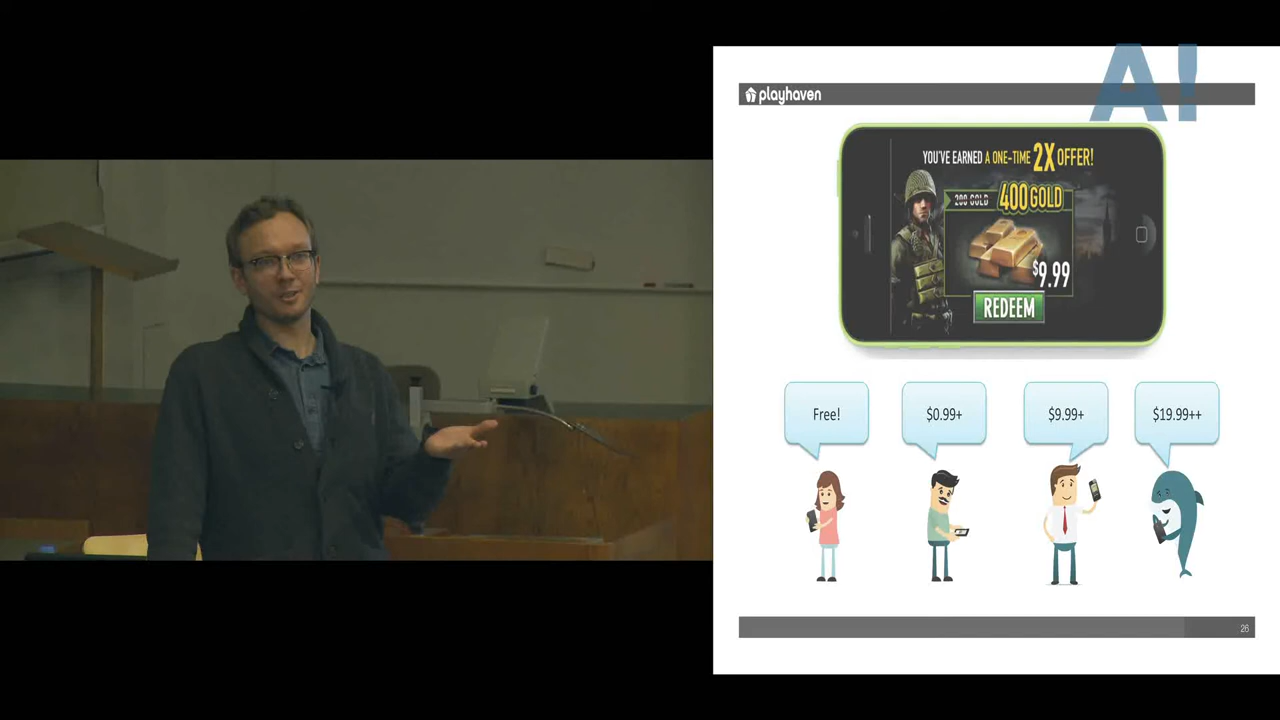 A!
playhaven
YOU'VE EARNED A ONE-TIME 2X OFFER!
200 GOLD 400 GOLD
$9.99
REDEEM
Free!
$0.99+
$9.99+
$19.99++
26